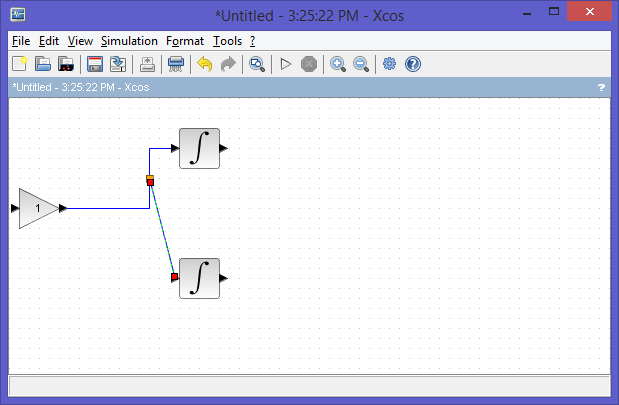 *Untitled - 3:25:22 PM - Xcos
File Edit View Simulation Format Tools ?
*Untitled - 3:25:22 PM - Xcos ?
∫
1
∫